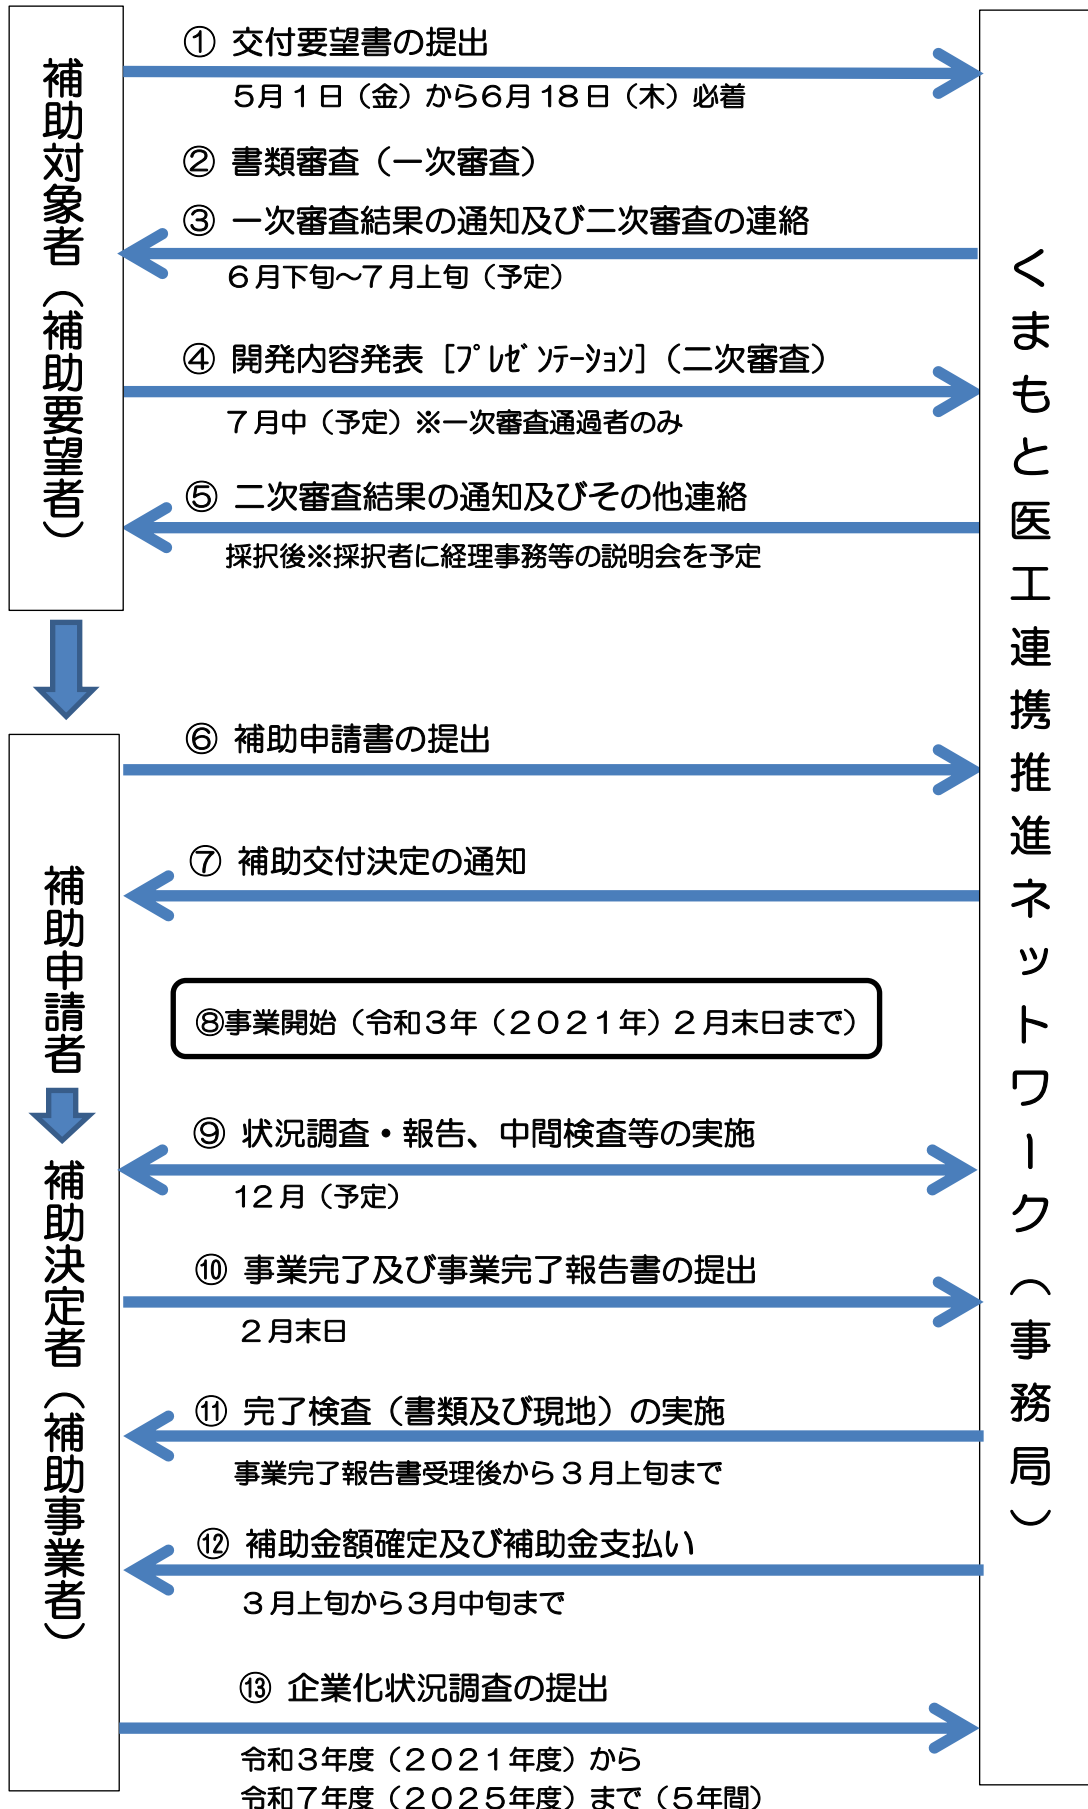 補助対象者（補助要望者）
① 交付要望書の提出
５月１日（金）から６月18日（木）必着
② 書類審査（一次審査）
③ 一次審査結果の通知及び二次審査の連絡
６月下旬～７月上旬（予定）
④ 開発内容発表［ﾌﾟﾚｾﾞﾝﾃｰｼｮﾝ］（二次審査）
７月中（予定）※一次審査通過者のみ
⑤ 二次審査結果の通知及びその他連絡
採択後※採択者に経理事務等の説明会を予定
補助申請者
補助決定者（補助事業者）
⑥ 補助申請書の提出
⑦ 補助交付決定の通知
⑧事業開始（令和３年（２０２１年）２月末日まで）
⑨ 状況調査・報告、中間検査等の実施
12月（予定）
⑩ 事業完了及び事業完了報告書の提出
２月末日
⑪ 完了検査（書類及び現地）の実施
事業完了報告書受理後から３月上旬まで
⑫ 補助金額確定及び補助金支払い
３月上旬から３月中旬まで
⑬ 企業化状況調査の提出
令和３年度（２０２１年度）から
令和７年度（２０２５年度）まで（５年間）
くまもと医工連携推進ネットワーク（事務局）